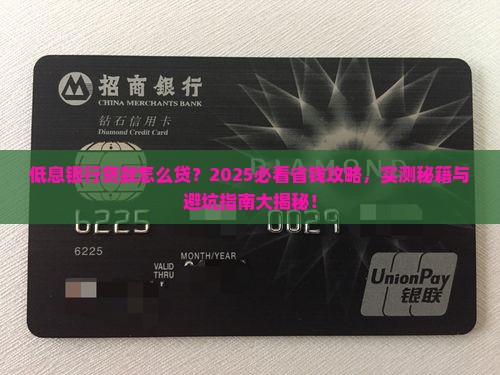 招商銀行
CHINA MERCHANTS BANK
钻石信用卡
Diamond Credit Card
DIAMOND
低息银行贷款怎么贷？2025必看省钱攻略，实测秘籍与
避坑指南大揭秘！
6225 0029
6225
MONTH/YEAR
VALID
THRU
UnionPay
银联